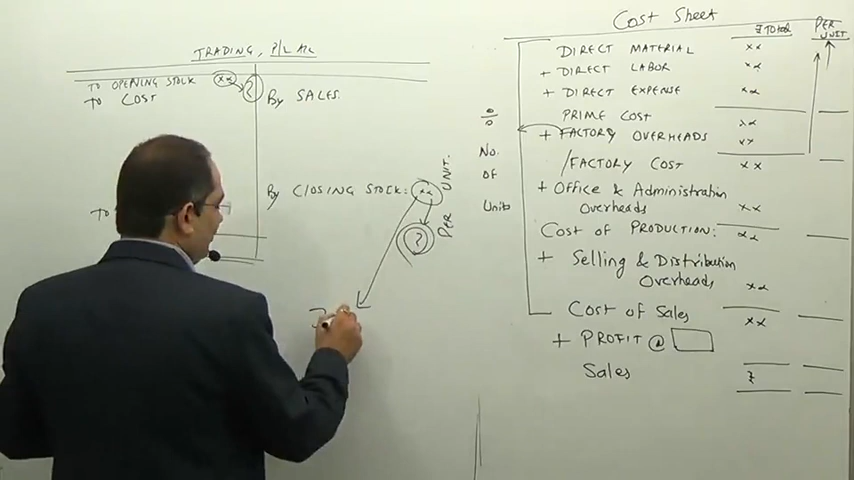 TRADING, P/L A/c
TO OPENING STOCK xx ?
To COST
By SALES
By CLOSING STOCK: xx
PER UNIT.
?
To
3
Cost Sheet
₹ Total
PER UNIT
DIRECT MATERIAL xx
+ DIRECT LABOR xx
+ DIRECT EXPENSE xx
PRIME COST xx
+ FACTORY OVERHEADS xx
/FACTORY COST xx
+ Office & Administration
Overheads xx
COST OF PRODUCTION: xx
+ Selling & Distribution
Overheads xx
Cost of Sales xx
+ PROFIT @
Sales ₹
÷
No.
of
Units